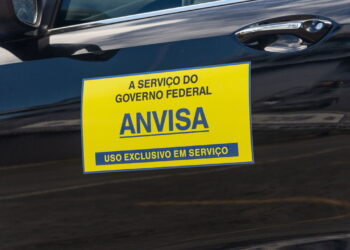 A SERVIÇO DO
GOVERNO FEDERAL
ANVISA
USO EXCLUSIVO EM SERVIÇO